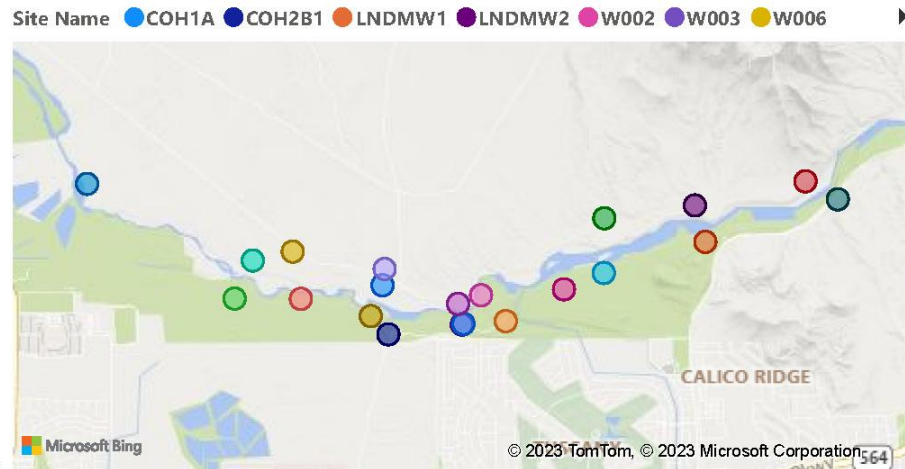 Site Name COH1A COH2B1 LNDMW1 LNDMW2 W002 W003 W006
CALICO RIDGE
TUSCANY
Microsoft Bing
© 2023 TomTom, © 2023 Microsoft Corporation
564